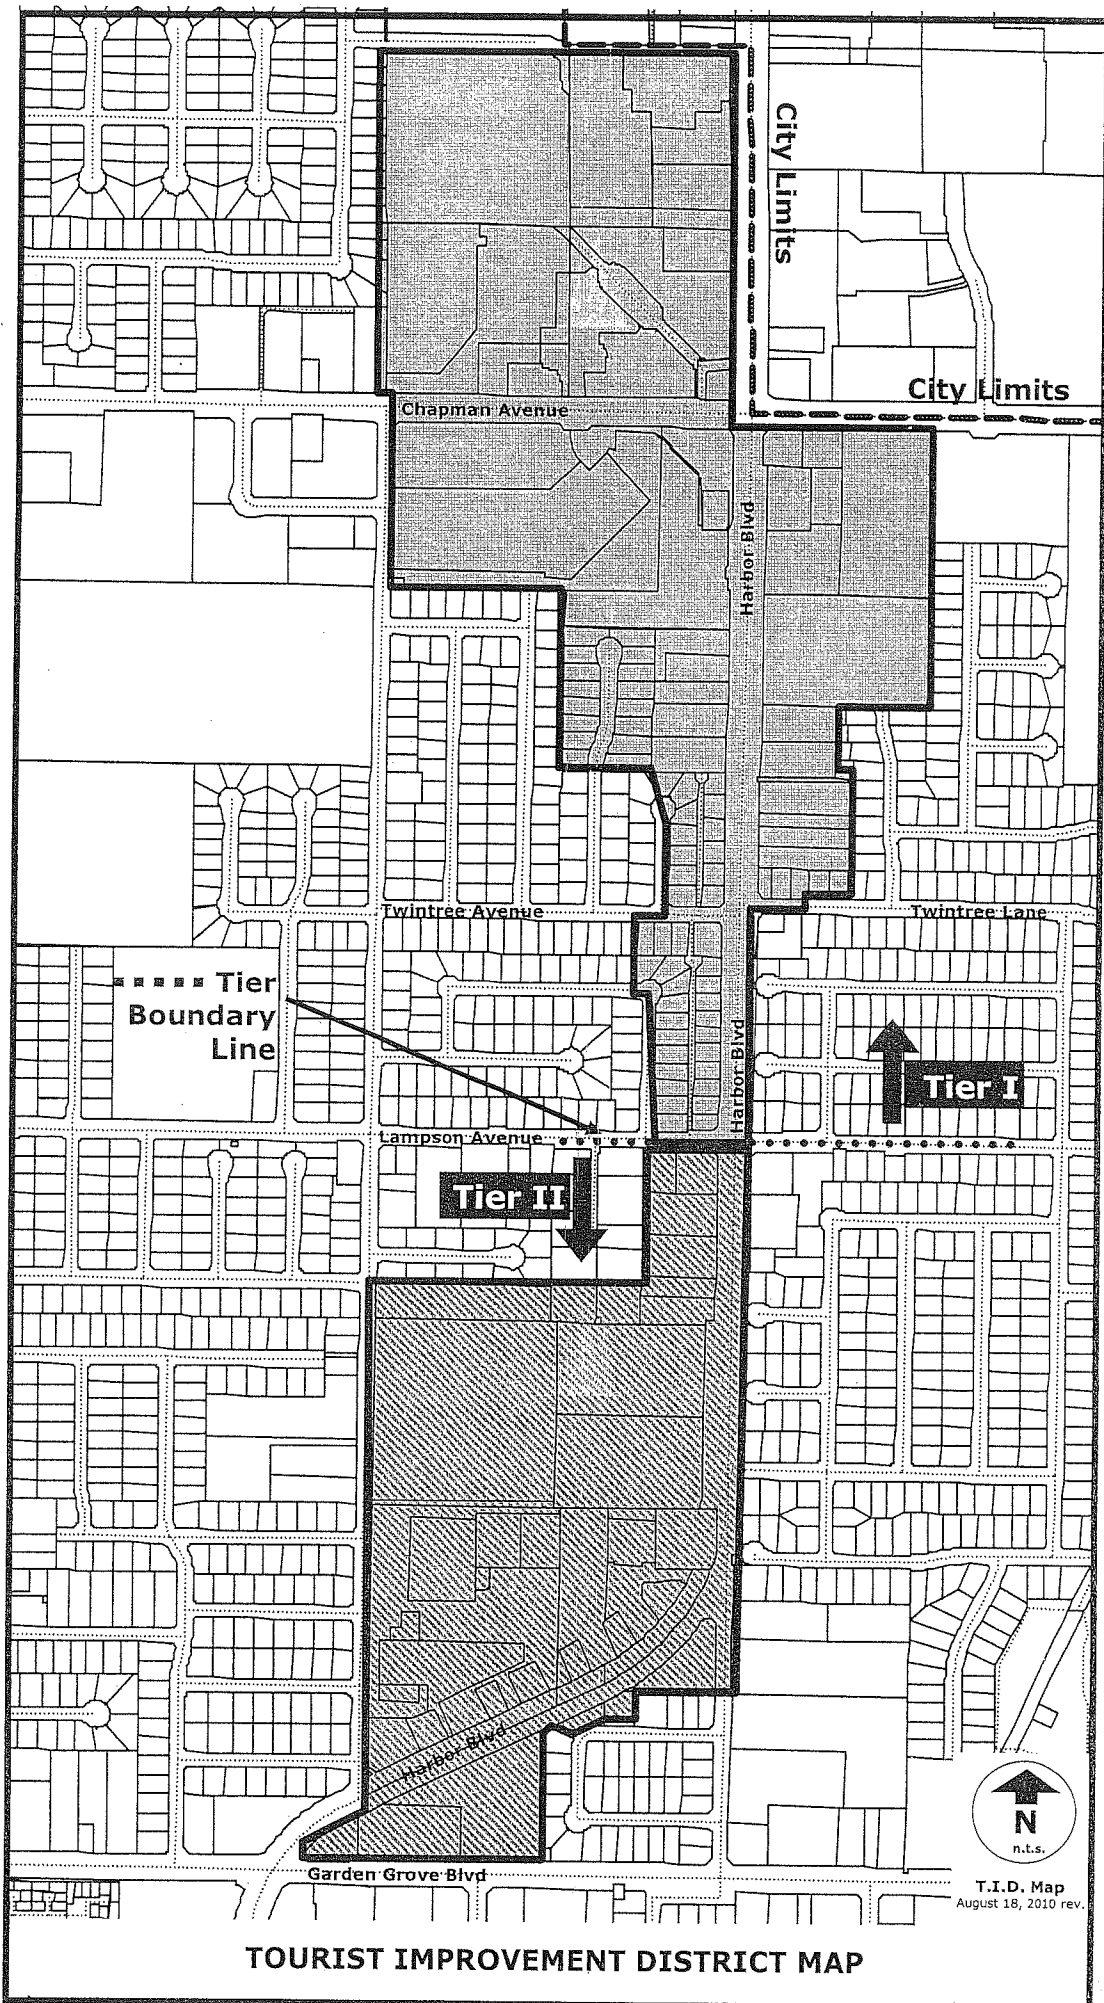 City Limits
City Limits
Chapman Avenue
Harbor Blvd
Twintree Avenue
Twintree Lane
Tier
Boundary
Line
Harbor Blvd
Tier I
Lampson Avenue
Tier II
Harbor Blvd
N
n.t.s.
Garden Grove Blvd
T.I.D. Map
August 18, 2010 rev.
TOURIST IMPROVEMENT DISTRICT MAP